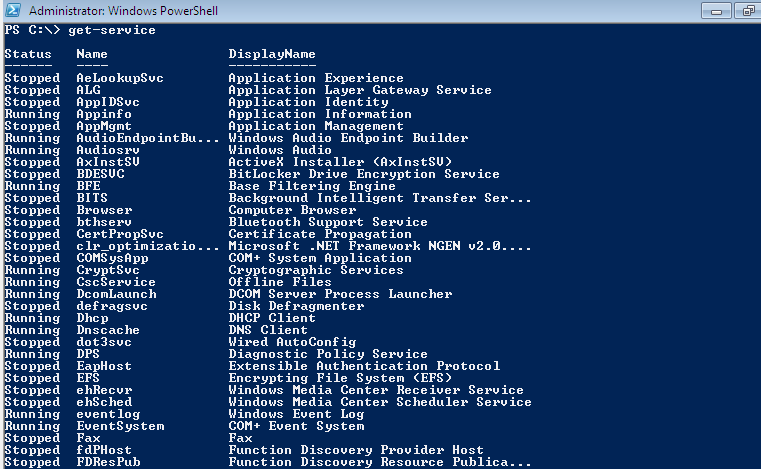 Administrator: Windows PowerShell
PS C:\> get-service
Status Name DisplayName
------ ---- -----------
Stopped AeLookupSvc Application Experience
Stopped ALG Application Layer Gateway Service
Stopped AppIDSvc Application Identity
Running Appinfo Application Information
Stopped AppMgmt Application Management
Running AudioEndpointBu... Windows Audio Endpoint Builder
Running Audiosrv Windows Audio
Stopped AxInstSV ActiveX Installer (AxInstSV)
Stopped BDESVC BitLocker Drive Encryption Service
Running BFE Base Filtering Engine
Stopped BITS Background Intelligent Transfer Ser...
Stopped Browser Computer Browser
Stopped bthserv Bluetooth Support Service
Stopped CertPropSvc Certificate Propagation
Stopped clr_optimizatio... Microsoft .NET Framework NGEN v2.0....
Stopped COMSysApp COM+ System Application
Running CryptSvc Cryptographic Services
Running CscService Offline Files
Running DcomLaunch DCOM Server Process Launcher
Stopped defragsvc Disk Defragmenter
Running Dhcp DHCP Client
Running Dnscache DNS Client
Stopped dot3svc Wired AutoConfig
Running DPS Diagnostic Policy Service
Stopped EapHost Extensible Authentication Protocol
Stopped EFS Encrypting File System (EFS)
Stopped ehRecvr Windows Media Center Receiver Service
Stopped ehSched Windows Media Center Scheduler Service
Running eventlog Windows Event Log
Running EventSystem COM+ Event System
Stopped Fax Fax
Stopped fdPHost Function Discovery Provider Host
Stopped FDResPub Function Discovery Resource Publica...